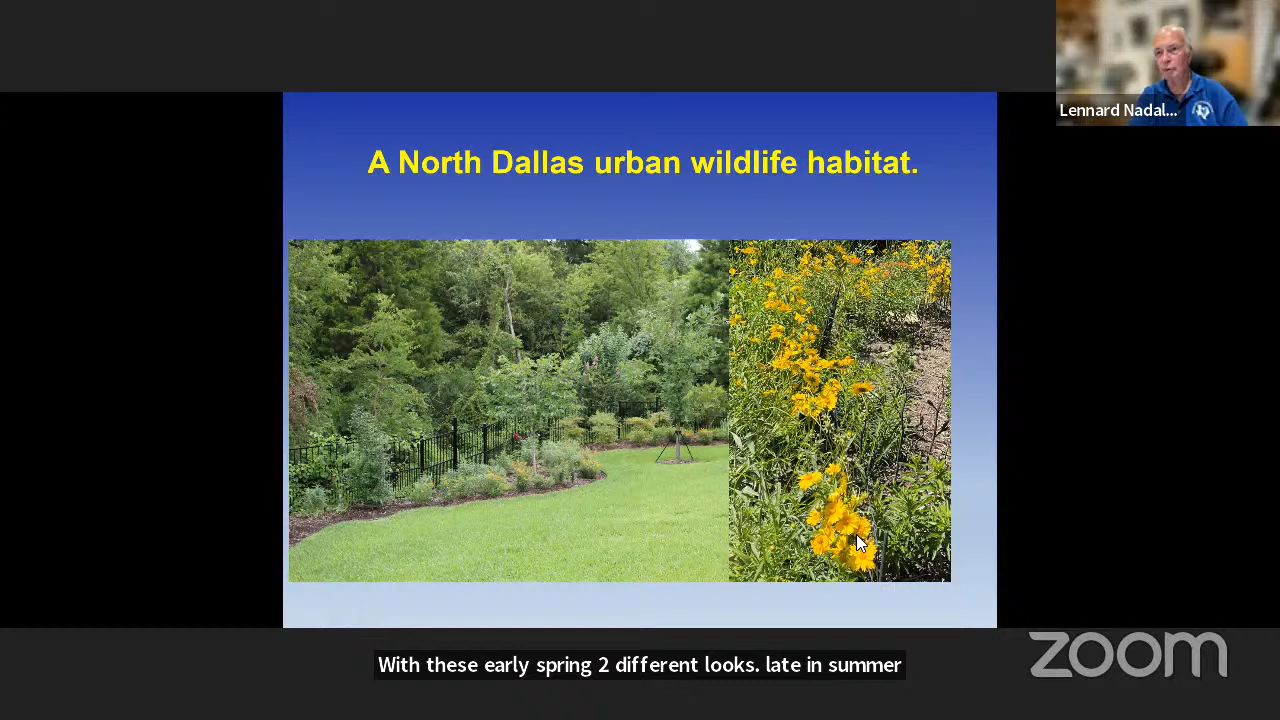 Lennard Nadal...
A North Dallas urban wildlife habitat.
With these early spring 2 different looks. late in summer
zoom